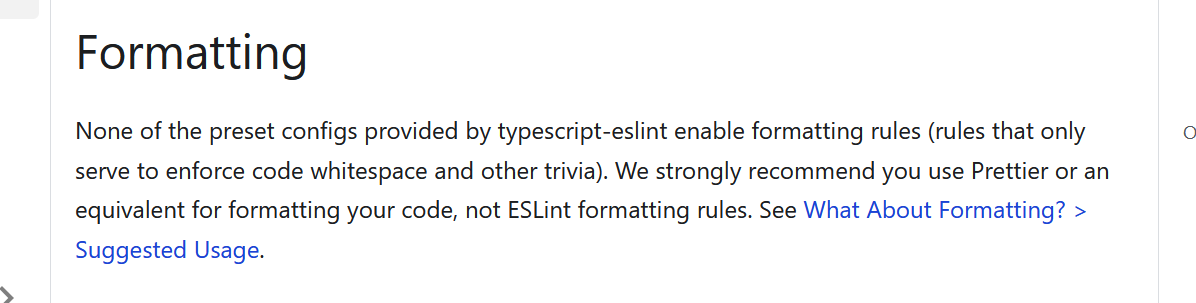 Formatting
None of the preset configs provided by typescript-eslint enable formatting rules (rules that only
serve to enforce code whitespace and other trivia). We strongly recommend you use Prettier or an
equivalent for formatting your code, not ESLint formatting rules. See What About Formatting? >
Suggested Usage.